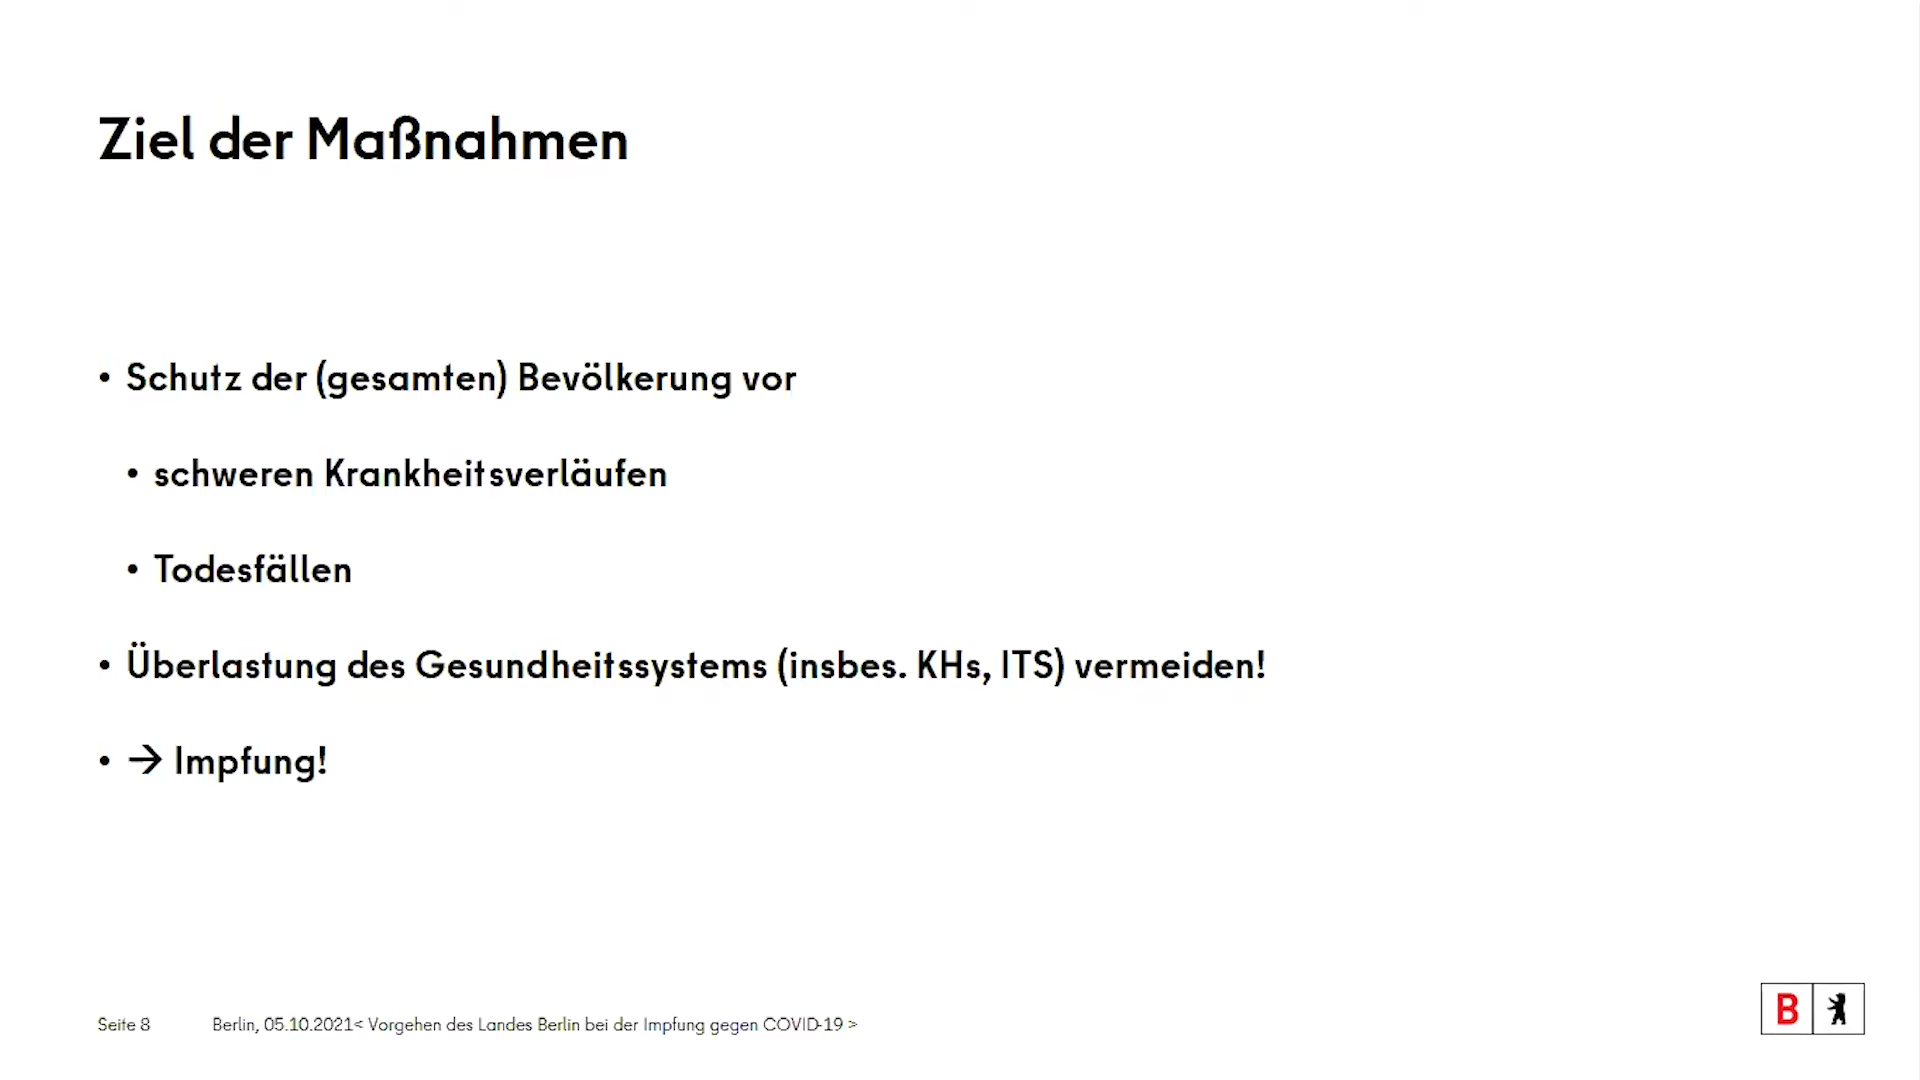 Ziel der Maßnahmen
• Schutz der (gesamten) Bevölkerung vor
• schweren Krankheitsverläufen
• Todesfällen
• Überlastung des Gesundheitssystems (insbes. KHs, ITS) vermeiden!
• → Impfung!
Seite 8 Berlin, 05.10.2021< Vorgehen des Landes Berlin bei der Impfung gegen COVID-19 >
B